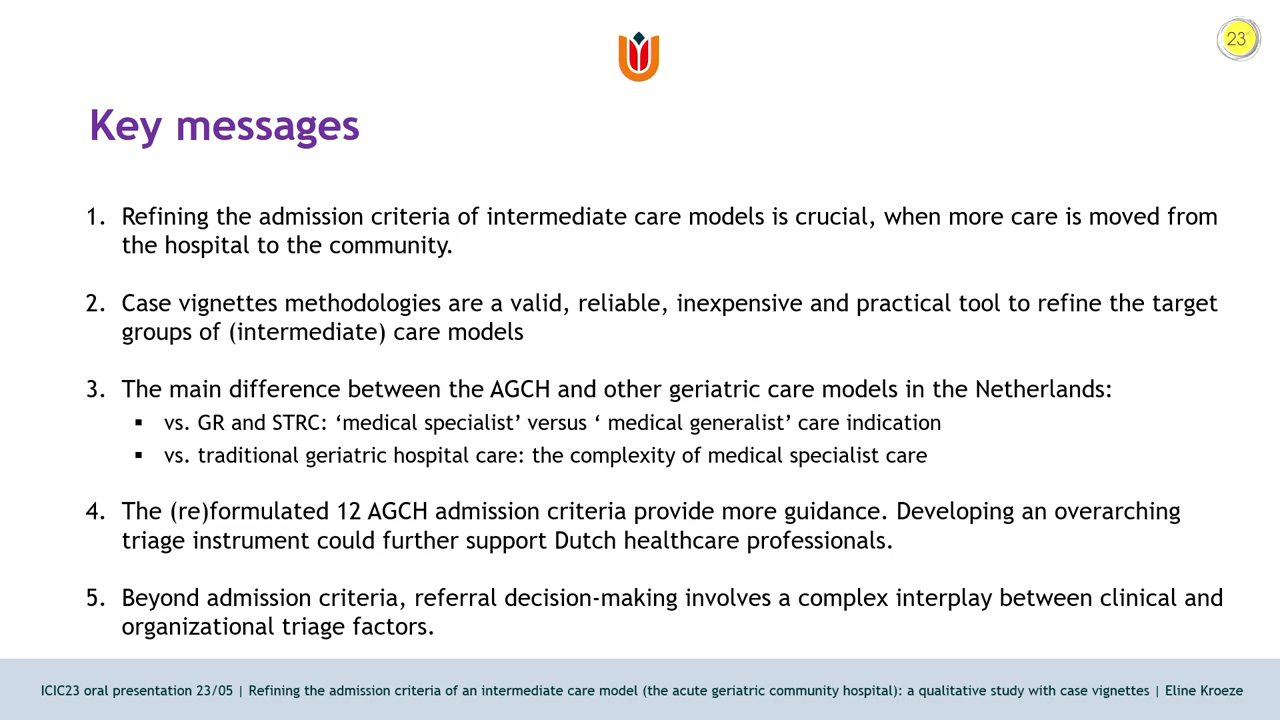 23
Key messages
1. Refining the admission criteria of intermediate care models is crucial, when more care is moved from
the hospital to the community.
2. Case vignettes methodologies are a valid, reliable, inexpensive and practical tool to refine the target
groups of (intermediate) care models
3. The main difference between the AGCH and other geriatric care models in the Netherlands:
▪ vs. GR and STRC: ‘medical specialist’ versus ‘ medical generalist’ care indication
▪ vs. traditional geriatric hospital care: the complexity of medical specialist care
4. The (re)formulated 12 AGCH admission criteria provide more guidance. Developing an overarching
triage instrument could further support Dutch healthcare professionals.
5. Beyond admission criteria, referral decision-making involves a complex interplay between clinical and
organizational triage factors.
ICIC23 oral presentation 23/05 | Refining the admission criteria of an intermediate care model (the acute geriatric community hospital): a qualitative study with case vignettes | Eline Kroeze